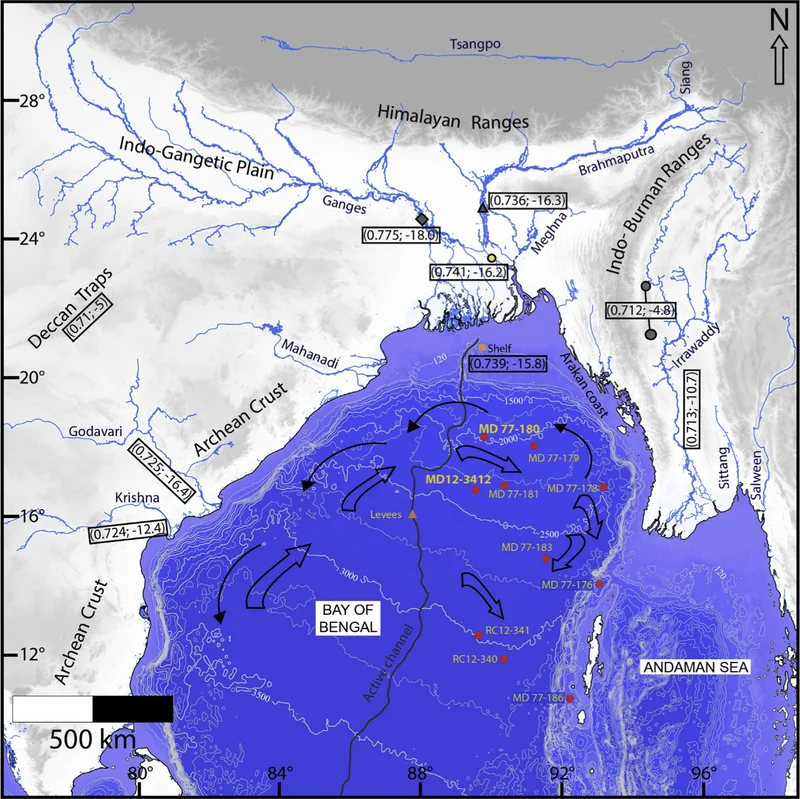 N
Tsangpo
Siang
28°
Himalayan Ranges
Indo-Gangetic Plain
Brahmaputra
Indo-Burman Ranges
Ganges
(0.736; -16.3)
Meghna
(0.775; -18.0)
24°
(0.741; -16.2)
Deccan Traps
(0.71; 5)
(0.712; -4.8)
Irrawaddy
Mahanadi
Shelf
120
(0.739; -15.8)
Arakan coast
20°
(0.713; -10.7)
Archean Crust
1500
Godavari
MD 77-180
2000
MD 77-179
(0.725; -16.4)
Sittang
Salween
MD12-3412
MD 77-181
MD 77-178
Krishna
16°
Levees
(0.724; -12.4)
2500
MD 77-183
120
3000
MD 77-176
Archean Crust
BAY OF
BENGAL
1
RC12-341
12°
RC12-340
ANDAMAN SEA
Active channel
3500
MD 77-186
500 km
80°
84°
88°
92°
96°